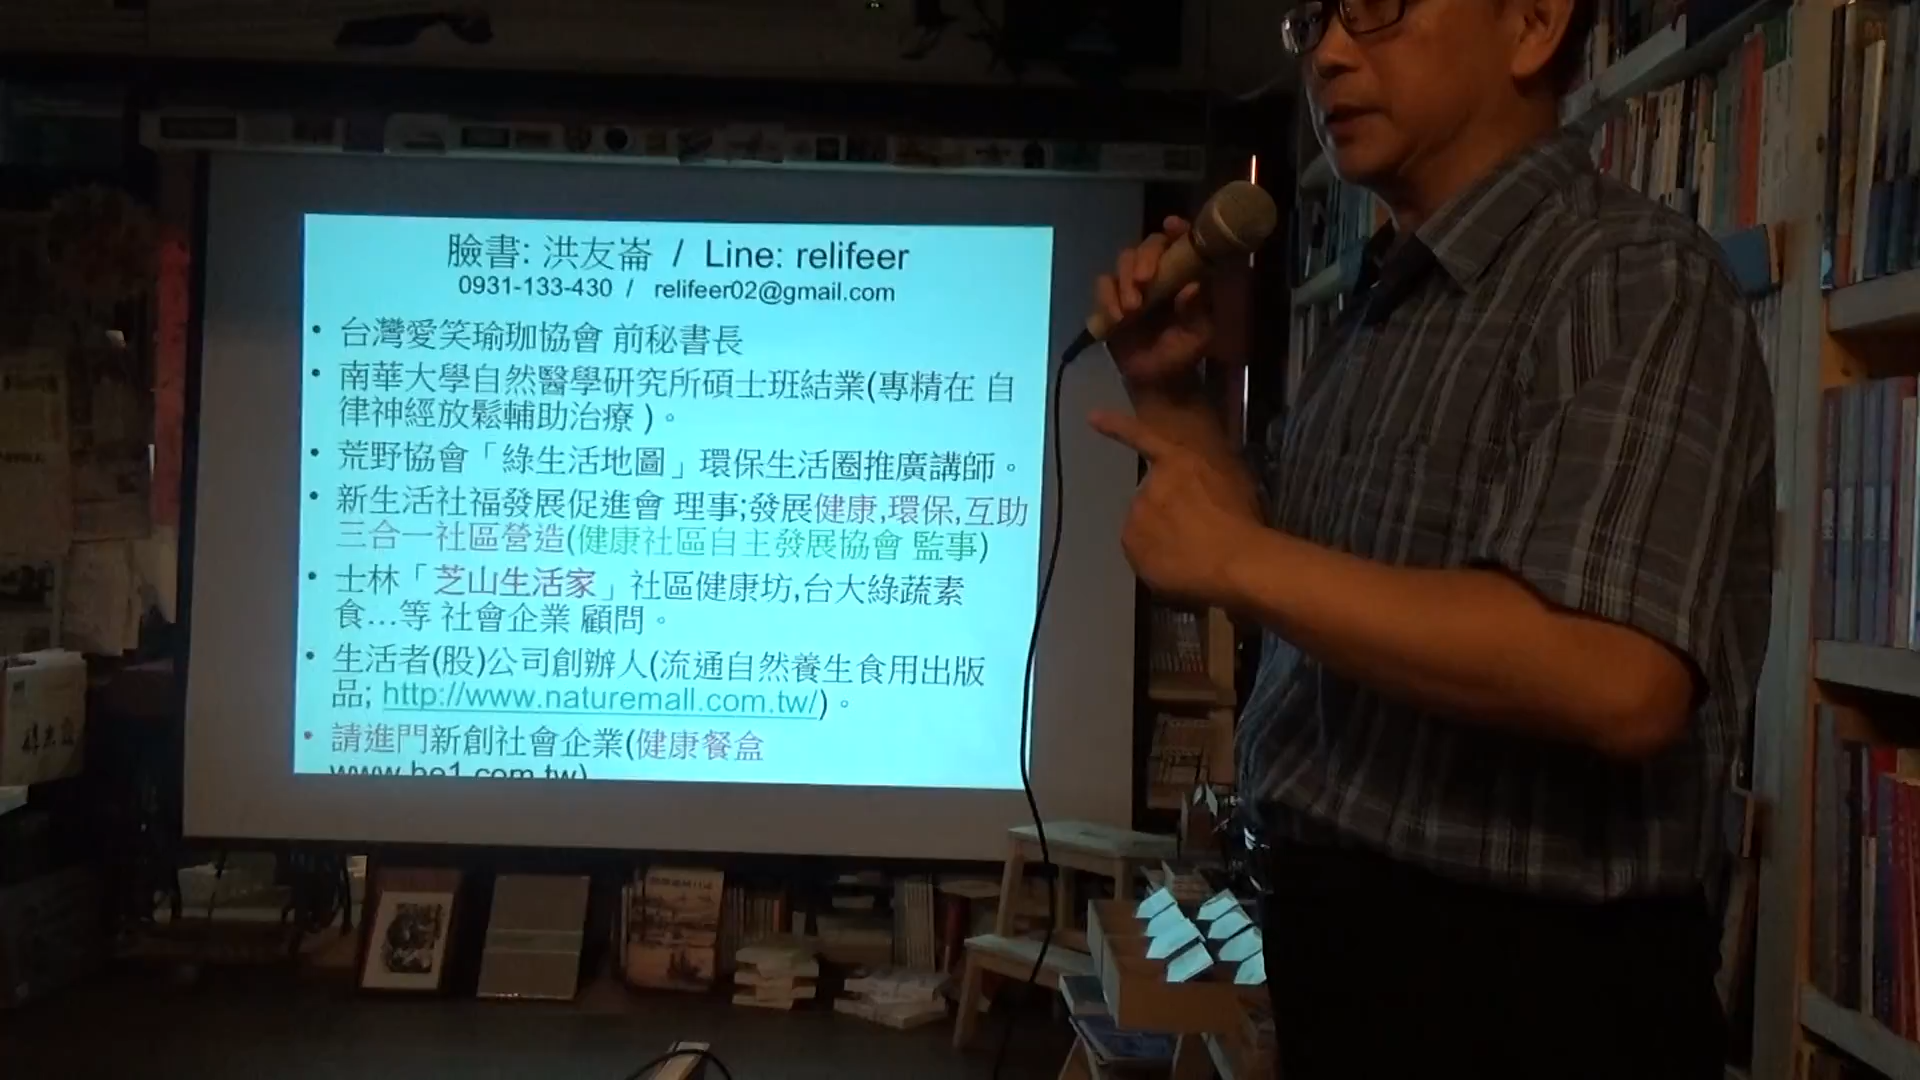 臉書: 洪友崙 / Line: relifeer
0931-133-430 / relifeer02@gmail.com
• 台灣愛笑瑜珈協會 前秘書長
• 南華大學自然醫學研究所碩士班結業(專精在 自
律神經放鬆輔助治療 )。
• 荒野協會「綠生活地圖」環保生活圈推廣講師。
• 新生活社福發展促進會 理事;發展健康,環保,互助
三合一社區營造(健康社區自主發展協會 監事)
• 士林「芝山生活家」社區健康坊,台大綠蔬素
食…等 社會企業 顧問。
• 生活者(股)公司創辦人(流通自然養生食用出版
品; http://www.naturemall.com.tw/)。
• 請進門新創社會企業(健康餐盒